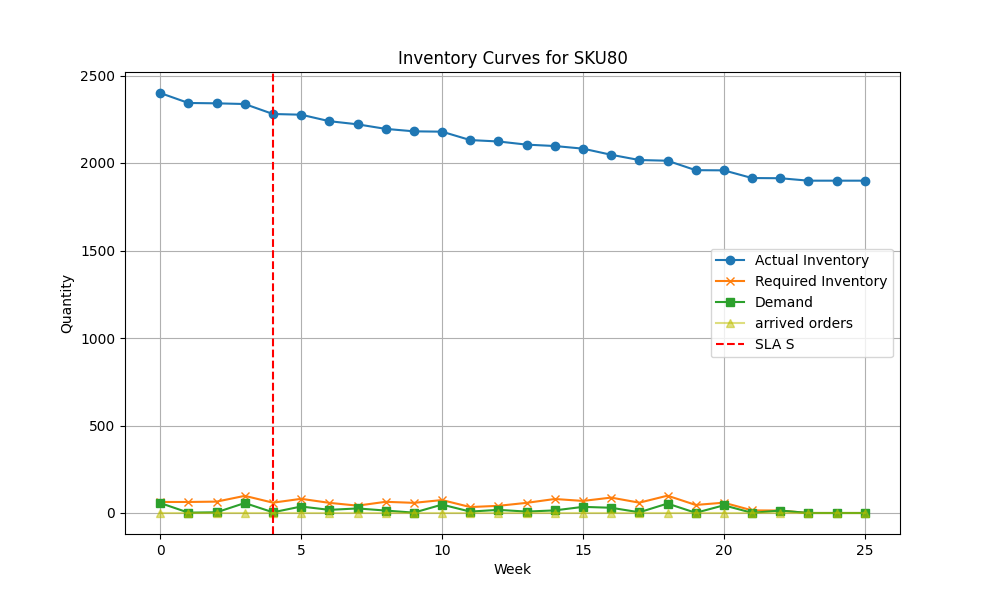 Inventory Curves for SKU80
2500
2000
1500
1000
500
0
Quantity
Actual Inventory
Required Inventory
Demand
arrived orders
SLA S
0 5 10 15 20 25
Week